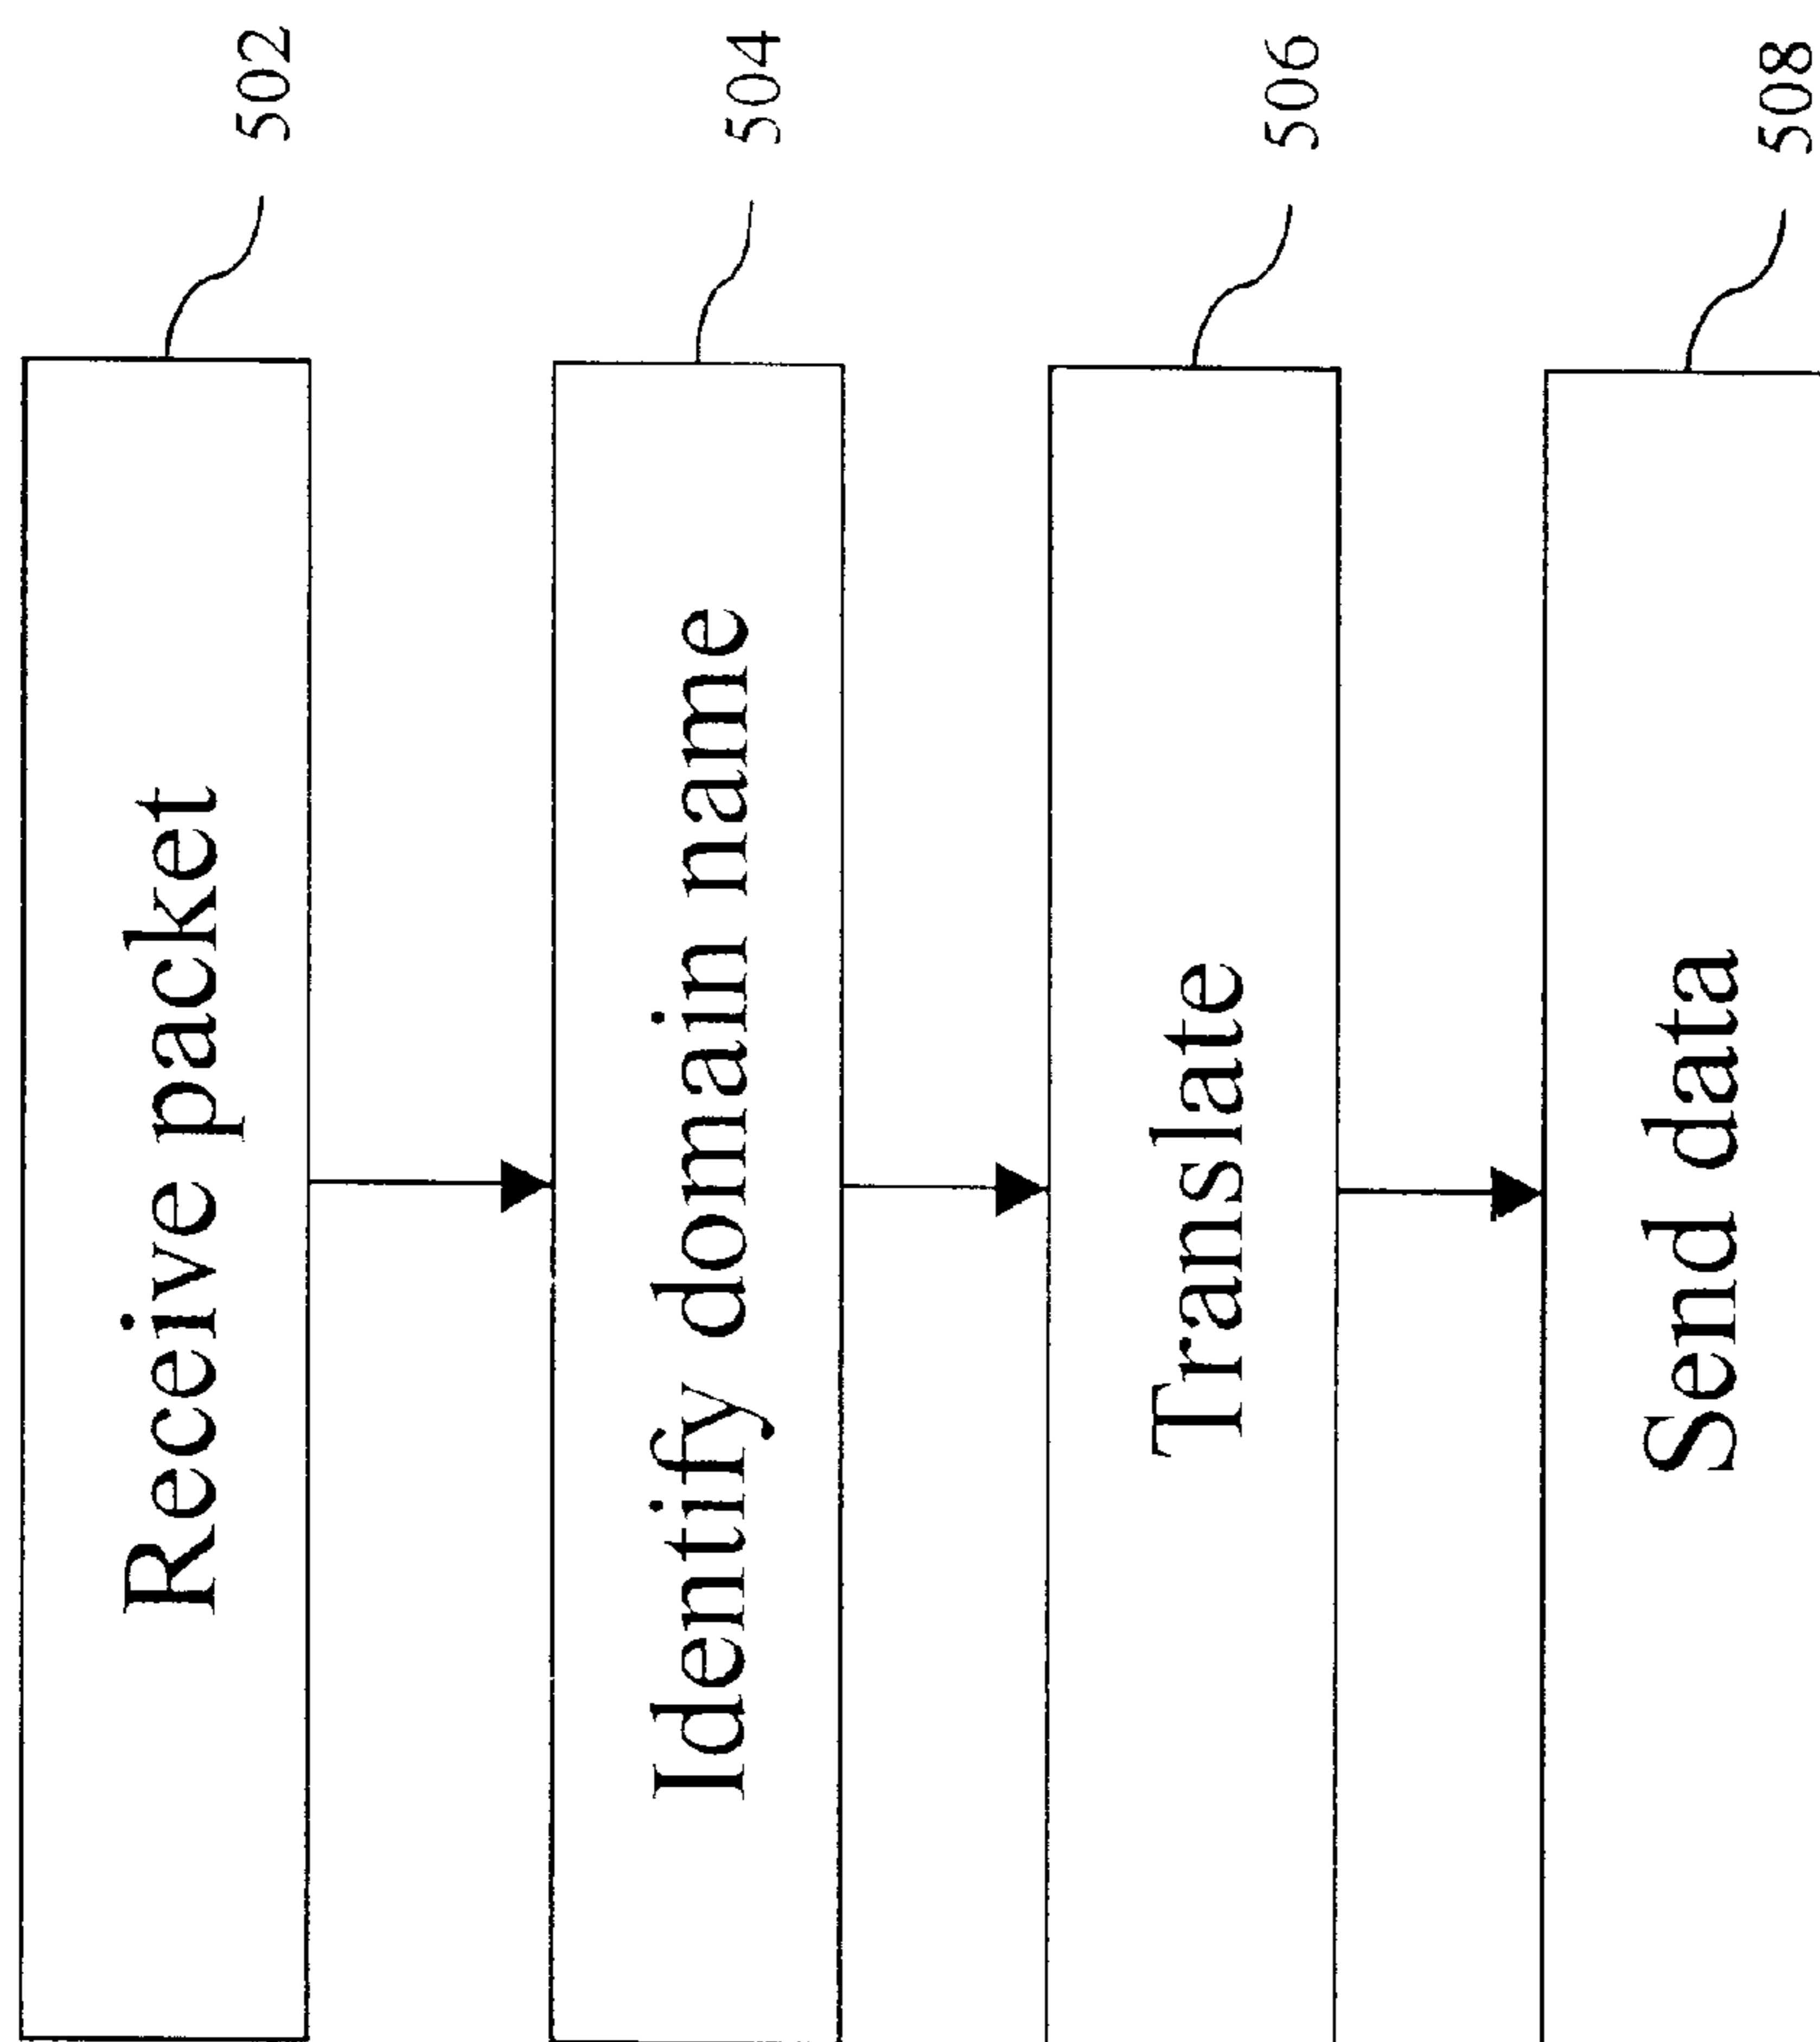 Receive packet
502
Identify domain name
504
Translate
506
Send data
508